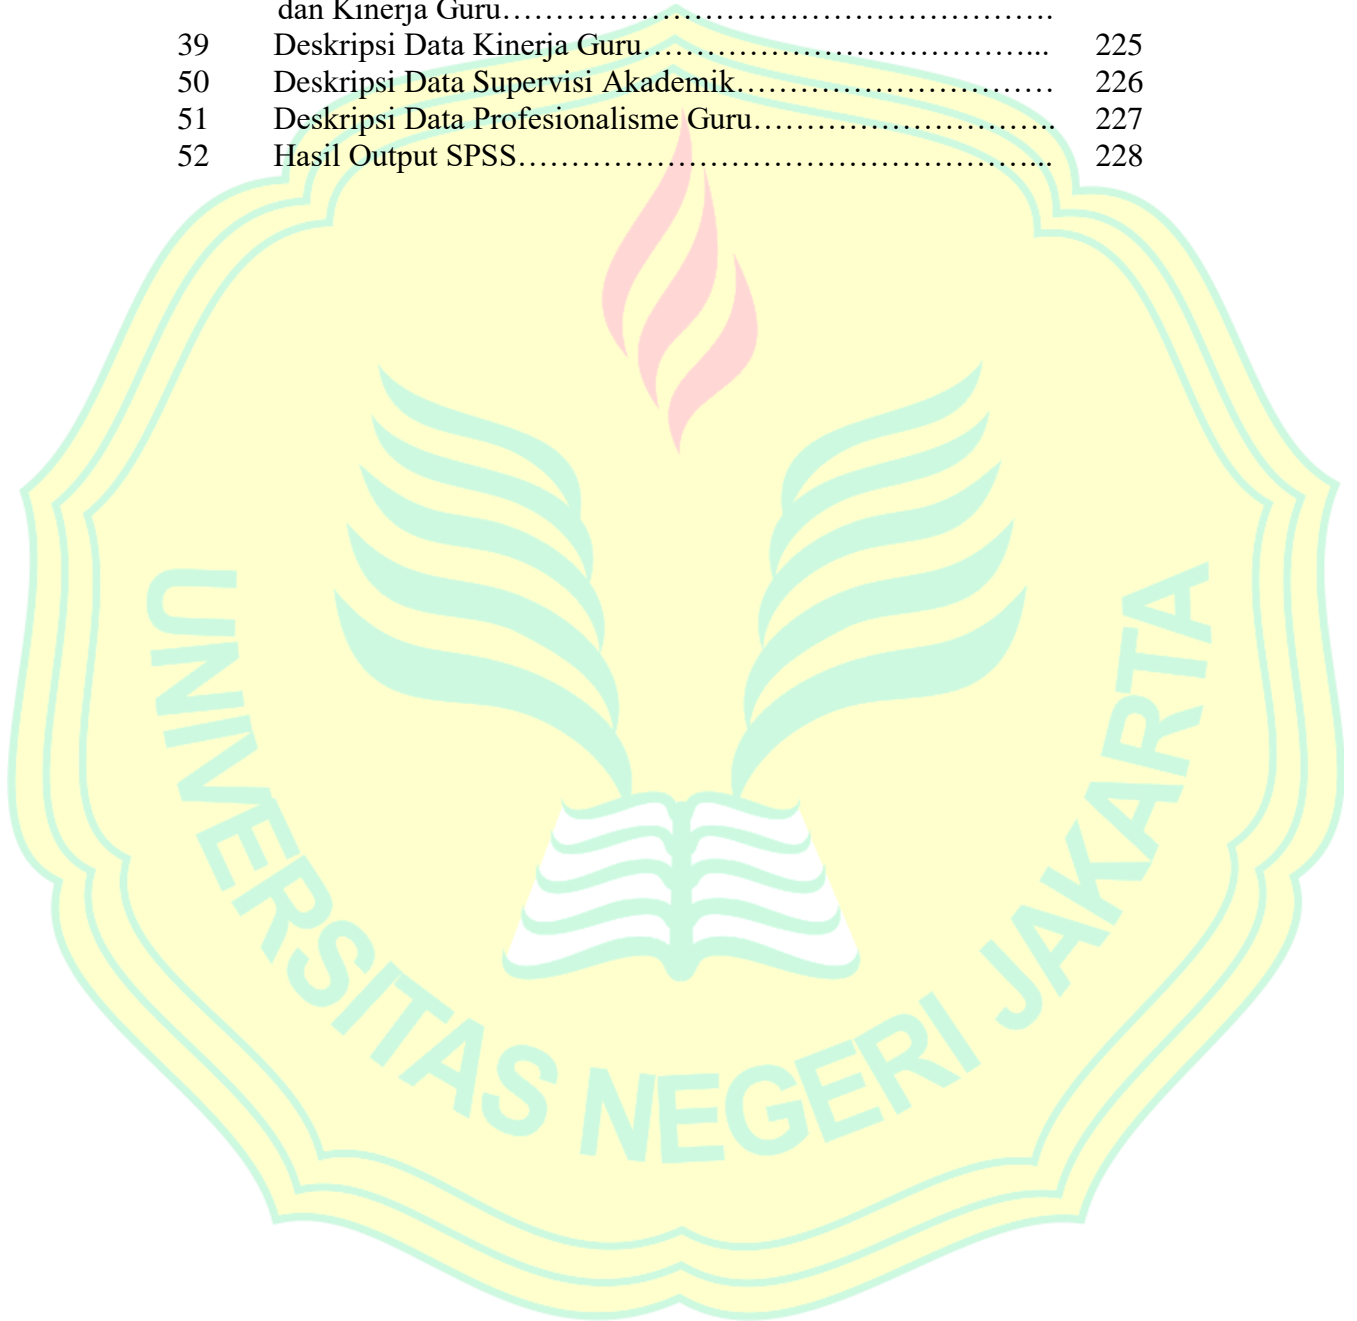 dan Kinerja Guru……………………………………………….
39 Deskripsi Data Kinerja Guru………………………………... 225
50 Deskripsi Data Supervisi Akademik………………………… 226
51 Deskripsi Data Profesionalisme Guru……………………….. 227
52 Hasil Output SPSS…………………………………………….. 228
UNIVERSITAS NEGERI JAKARTA